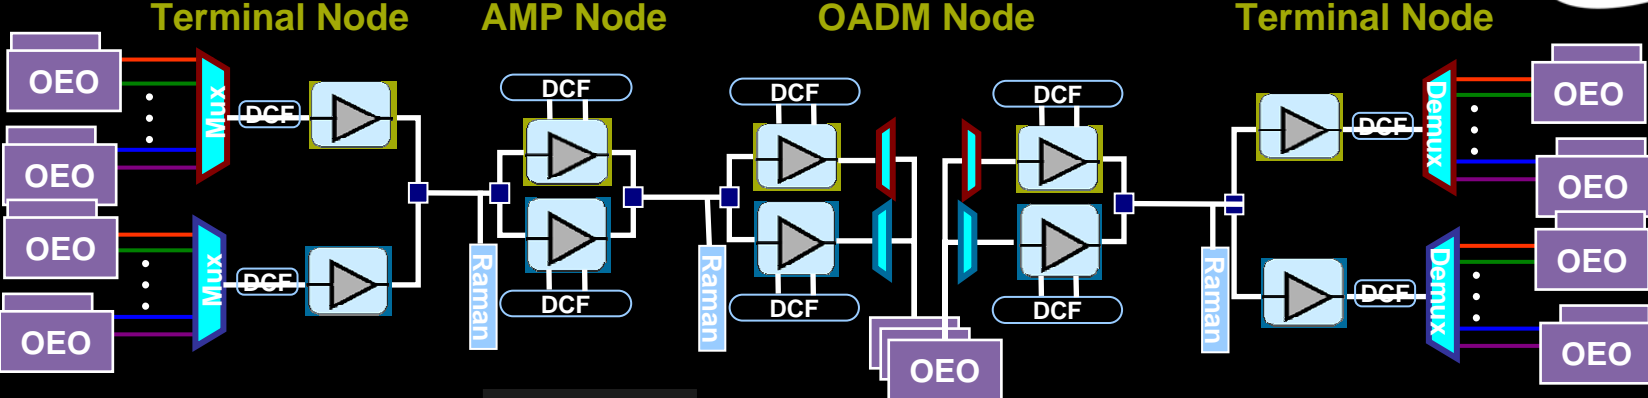 Terminal Node
AMP Node
OADM Node
Terminal Node
OEO
OEO
OEO
OEO
Mux
Mux
DCF
DCF
Raman
DCF
DCF
Raman
DCF
DCF
OEO
DCF
DCF
Raman
DCF
DCF
Demux
Demux
OEO
OEO
OEO
OEO